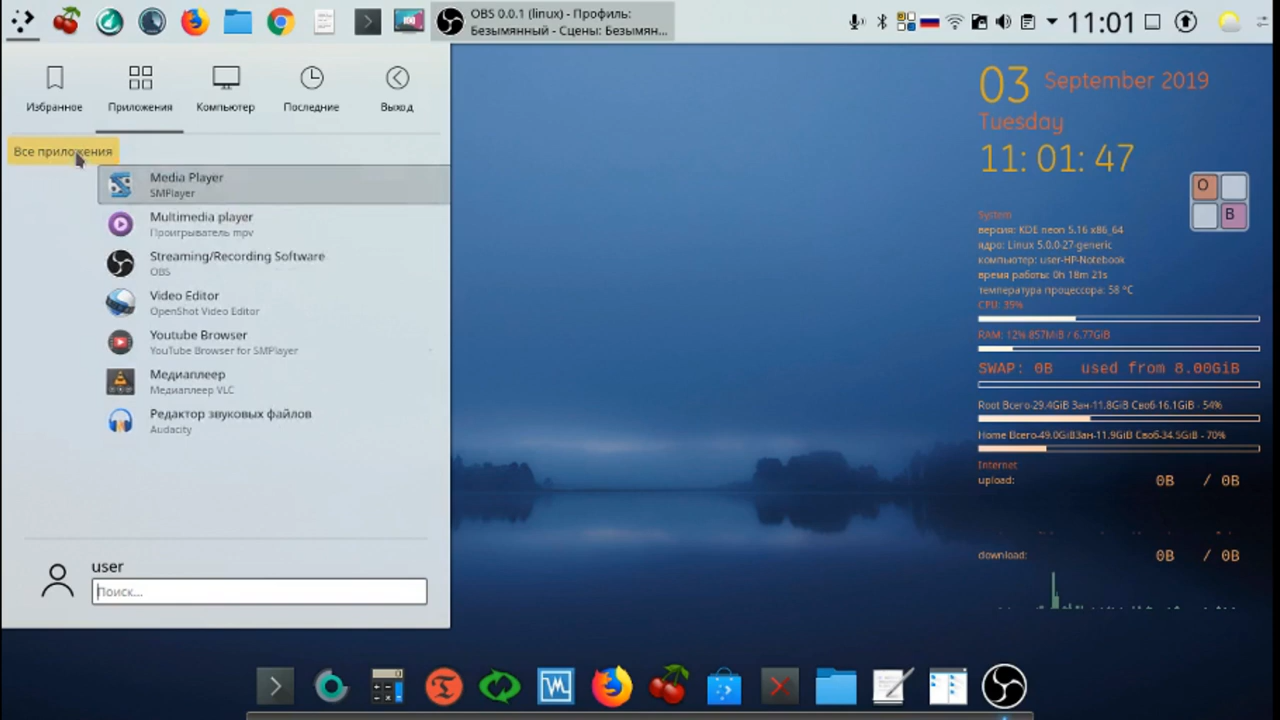 OBS 0.0.1 (linux) - Профиль:
Безымянный - Сцены: Безымян...
11:01
Избранное
Приложения
Компьютер
Последние
Выход
Все приложения
Media Player
SMPlayer
Multimedia player
Проигрыватель mpv
Streaming/Recording Software
OBS
Video Editor
OpenShot Video Editor
Youtube Browser
YouTube Browser for SMPlayer
Медиаплеер
Медиаплеер VLC
Редактор звуковых файлов
Audacity
user
Поиск...
03 September 2019
Tuesday
11: 01: 47
O
B
System
версия: KDE neon 5.16 x86_64
ядро: Linux 5.0.0-27-generic
компьютер: user-HP-Notebook
время работы: 0h 18m 21s
температура процессора: 58 °C
CPU: 35%
RAM: 12% 857MiB / 6.77GiB
SWAP: 0B used from 8.00GiB
Root Всего-29.4GiB Зан-11.8GiB Своб-16.1GiB - 54%
Home Всего-49.0GiBЗан-11.9GiB Своб-34.5GiB - 70%
Internet
upload: 0B / 0B
download: 0B / 0B